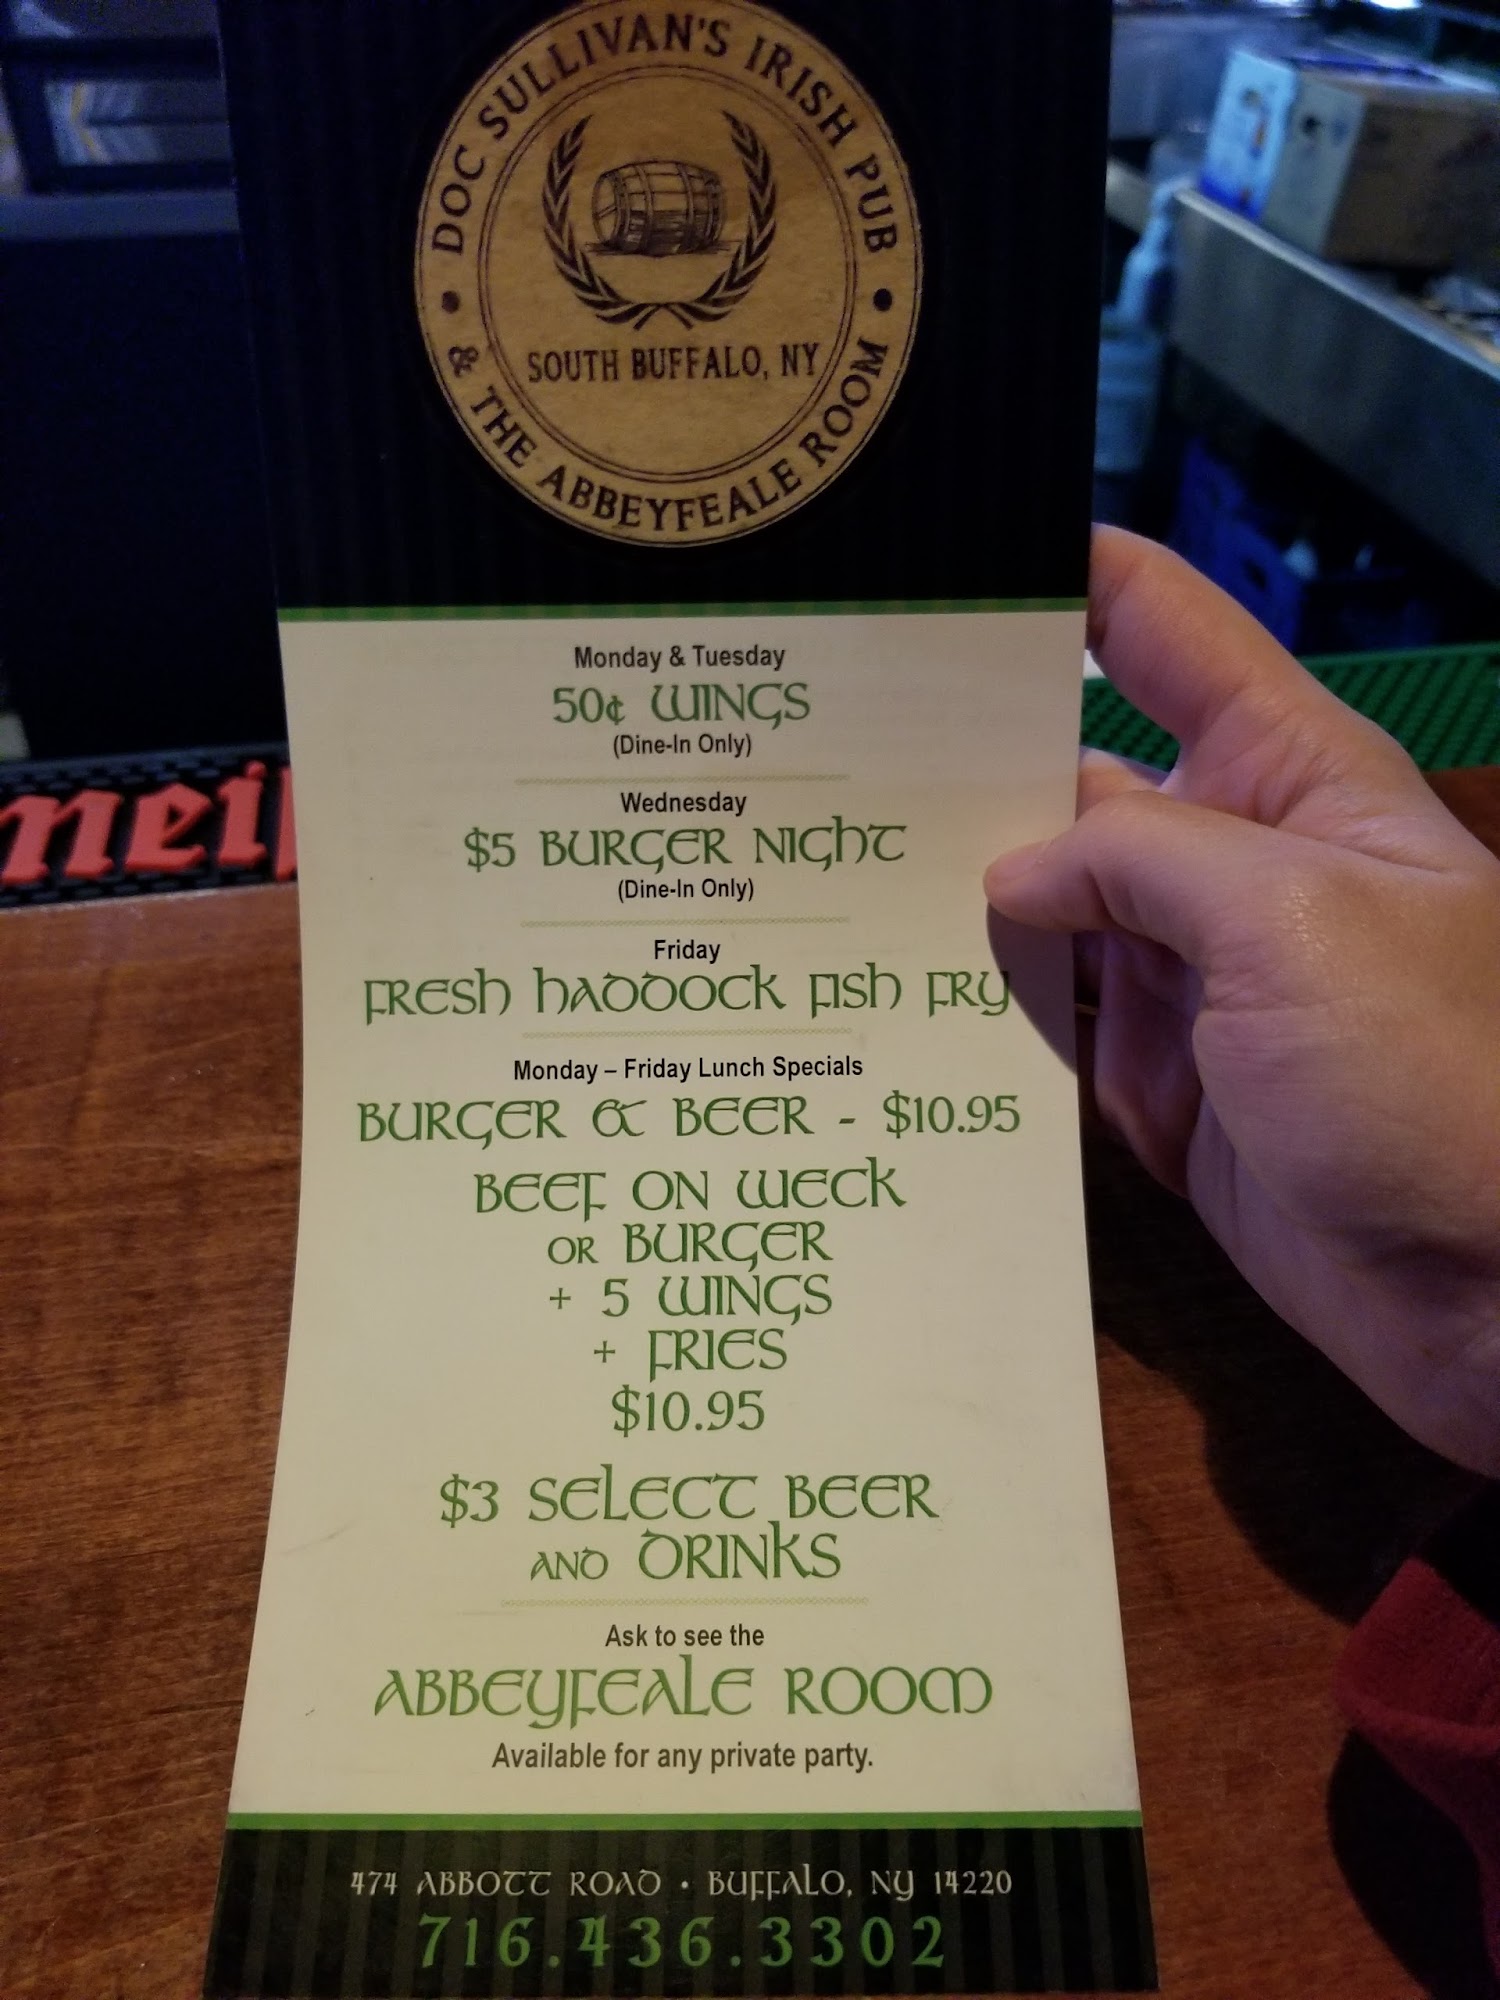 DOC SULLIVAN'S IRISH PUB
SOUTH BUFFALO, NY
& THE ABBEYFEALE ROOM
Monday & Tuesday
50¢ WINGS
(Dine-In Only)
Wednesday
$5 BURGER NIGHT
(Dine-In Only)
Friday
FRESH HADDOCK FISH FRY
Monday – Friday Lunch Specials
BURGER & BEER - $10.95
BEEF ON WECK
OR BURGER
+ 5 WINGS
+ FRIES
$10.95
$3 SELECT BEER
AND DRINKS
Ask to see the
ABBEYFEALE ROOM
Available for any private party.
474 ABBOTT ROAD • BUFFALO, NY 14220
716.436.3302